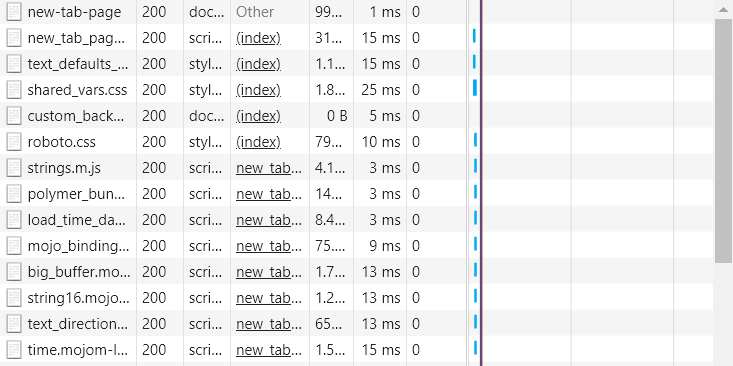 new-tab-page 200 doc... Other 99... 1 ms 0
new_tab_pag... 200 scri... (index) 31... 15 ms 0
text_defaults_... 200 styl... (index) 1.1... 15 ms 0
shared_vars.css 200 styl... (index) 1.8... 25 ms 0
custom_back... 200 doc... 0 B 5 ms 0
roboto.css 200 styl... (index) 79... 10 ms 0
strings.m.js 200 scri... new_tab... 4.1... 3 ms 0
polymer_bun... 200 scri... new_tab... 14... 3 ms 0
load_time_da... 200 scri... new_tab... 8.4... 3 ms 0
mojo_binding... 200 scri... new_tab... 75.... 9 ms 0
big_buffer.mo... 200 scri... new_tab... 1.7... 13 ms 0
string16.mojo... 200 scri... new_tab... 1.2... 13 ms 0
text_direction... 200 scri... new_tab... 65... 13 ms 0
time.mojom-l... 200 scri... new_tab... 1.5... 15 ms 0